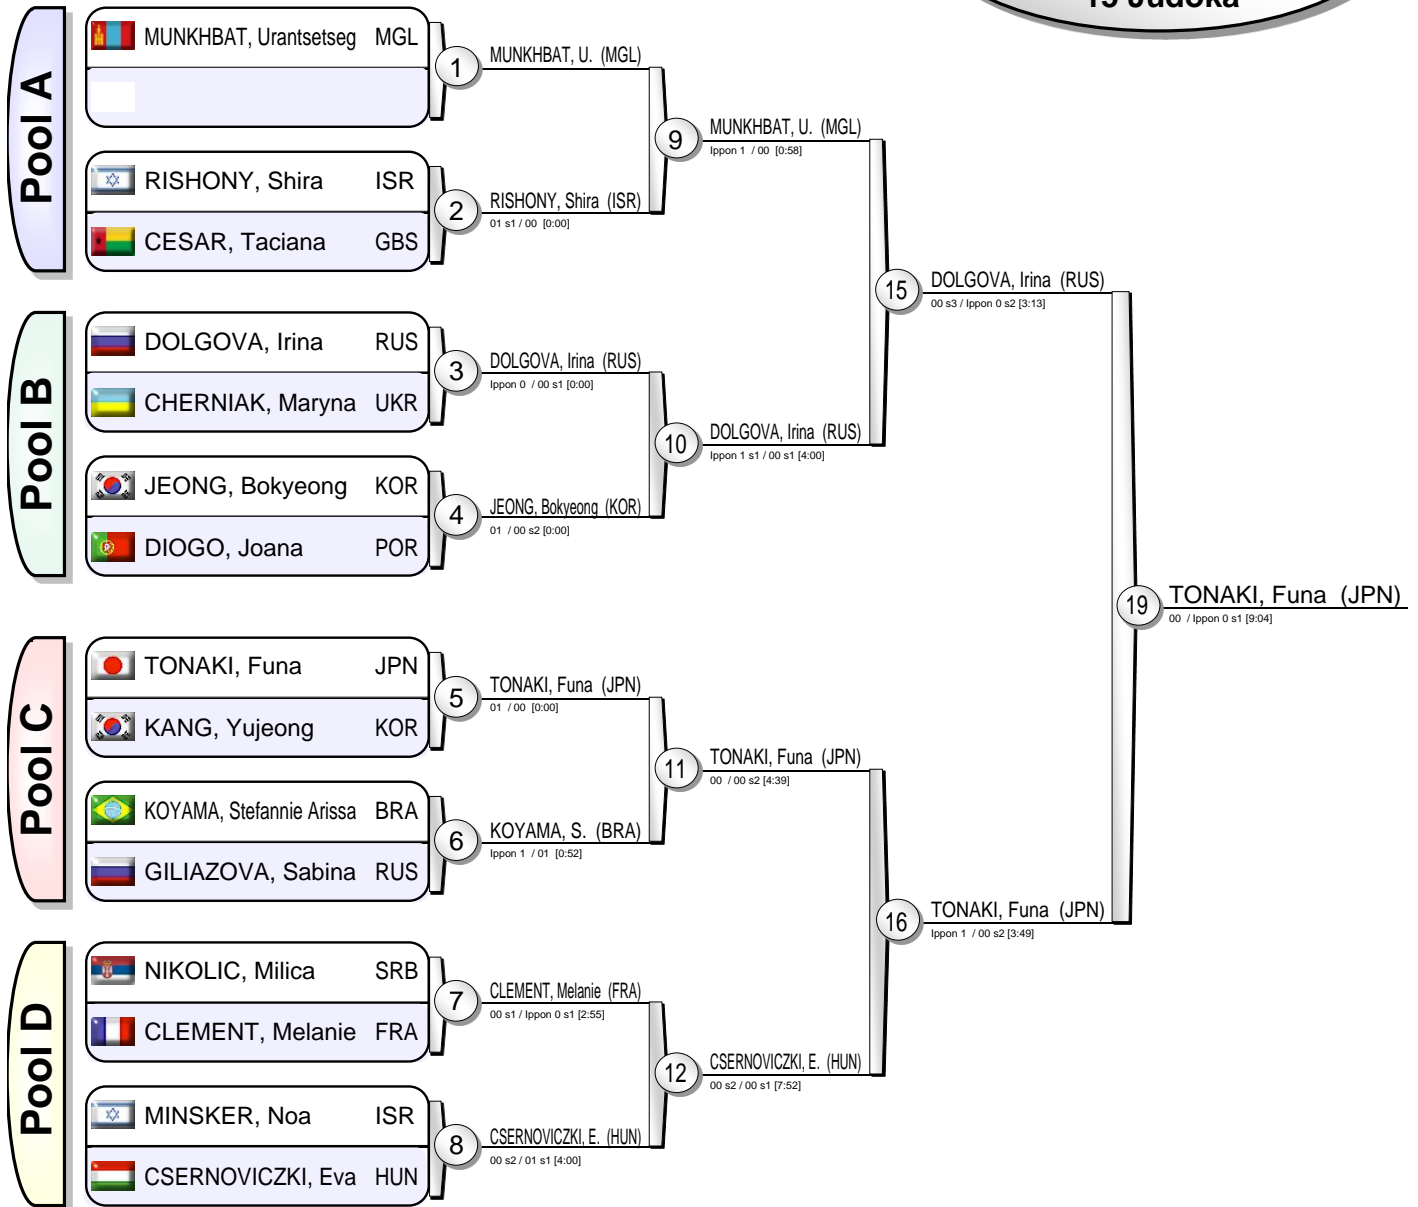 15 Judoka
Pool A
MUNKHBAT, Urantsetseg MGL
1
MUNKHBAT, U. (MGL)
RISHONY, Shira ISR
CESAR, Taciana GBS
2
RISHONY, Shira (ISR)
01 s1 / 00 [0:00]
9
MUNKHBAT, U. (MGL)
Ippon 1 / 00 [0:58]
Pool B
DOLGOVA, Irina RUS
CHERNIAK, Maryna UKR
3
DOLGOVA, Irina (RUS)
Ippon 0 / 00 s1 [0:00]
JEONG, Bokyeong KOR
DIOGO, Joana POR
4
JEONG, Bokyeong (KOR)
01 / 00 s2 [0:00]
10
DOLGOVA, Irina (RUS)
Ippon 1 s1 / 00 s1 [4:00]
15
DOLGOVA, Irina (RUS)
00 s3 / Ippon 0 s2 [3:13]
Pool C
TONAKI, Funa JPN
KANG, Yujeong KOR
5
TONAKI, Funa (JPN)
01 / 00 [0:00]
KOYAMA, Stefannie Arissa BRA
GILIAZOVA, Sabina RUS
6
KOYAMA, S. (BRA)
Ippon 1 / 01 [0:52]
11
TONAKI, Funa (JPN)
00 / 00 s2 [4:39]
Pool D
NIKOLIC, Milica SRB
CLEMENT, Melanie FRA
7
CLEMENT, Melanie (FRA)
00 s1 / Ippon 0 s1 [2:55]
MINSKER, Noa ISR
CSERNOVICZKI, Eva HUN
8
CSERNOVICZKI, E. (HUN)
00 s2 / 01 s1 [4:00]
12
CSERNOVICZKI, E. (HUN)
00 s2 / 00 s1 [7:52]
16
TONAKI, Funa (JPN)
Ippon 1 / 00 s2 [3:49]
19
TONAKI, Funa (JPN)
00 / Ippon 0 s1 [9:04]